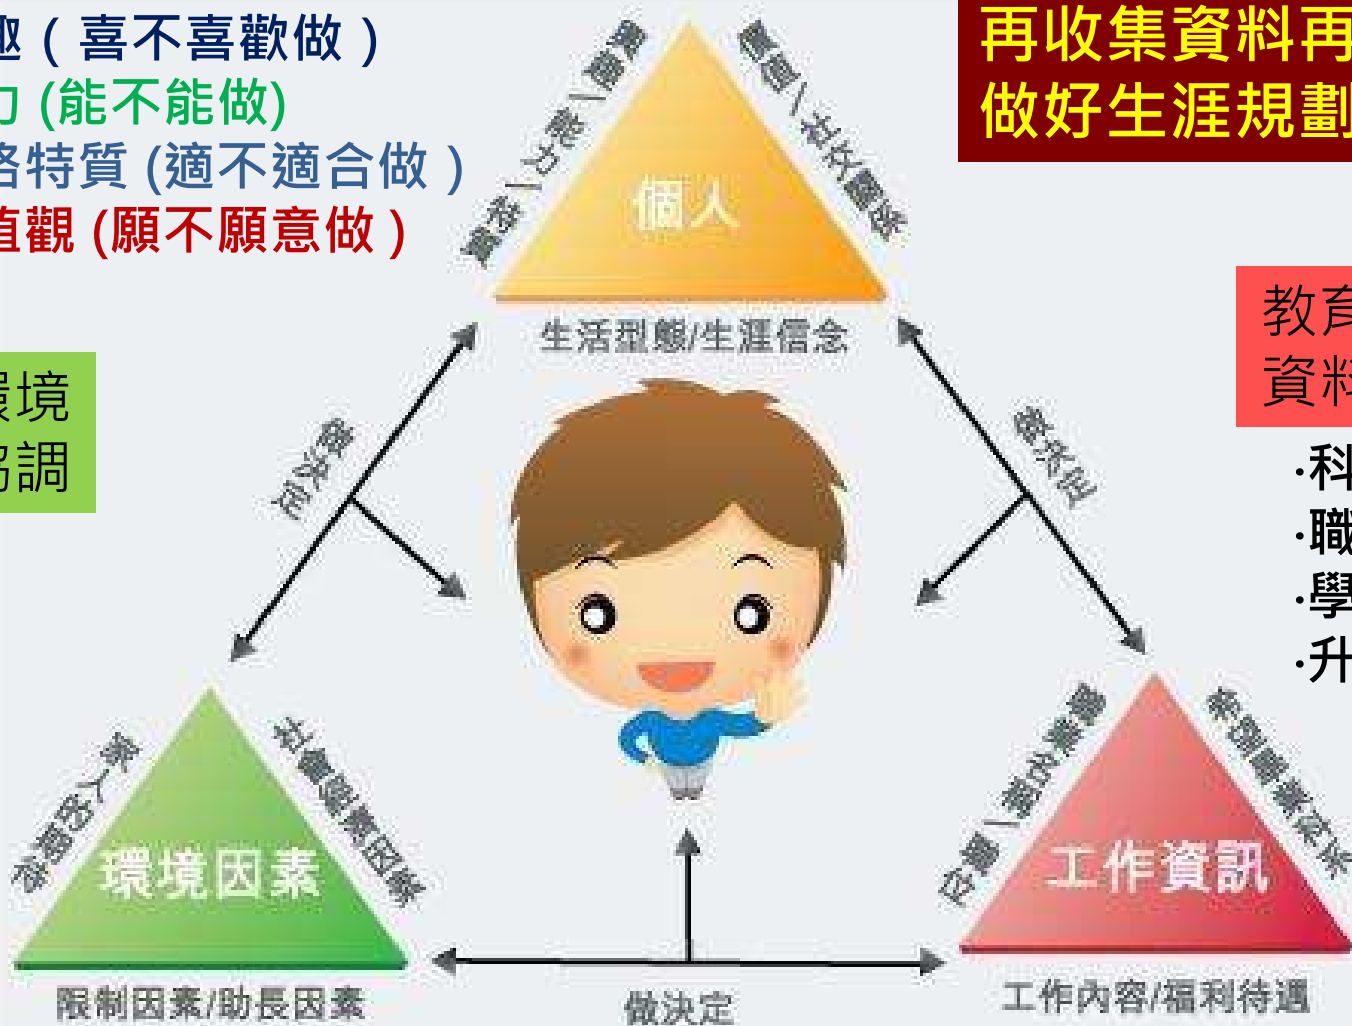 趣 ( 喜不喜歡做 )
力 (能不能做)
格特質 (適不適合做 )
值觀 (願不願意做 )
再收集資料再
做好生涯規劃
個人
生活型態/生涯信念
環境
協調
教育
資料
·科
·職
·學
·升
做決定
做決定
家人的期待
社會經濟因素
環境因素
限制因素/助長因素
做決定
工作資訊
工作內容/福利待遇